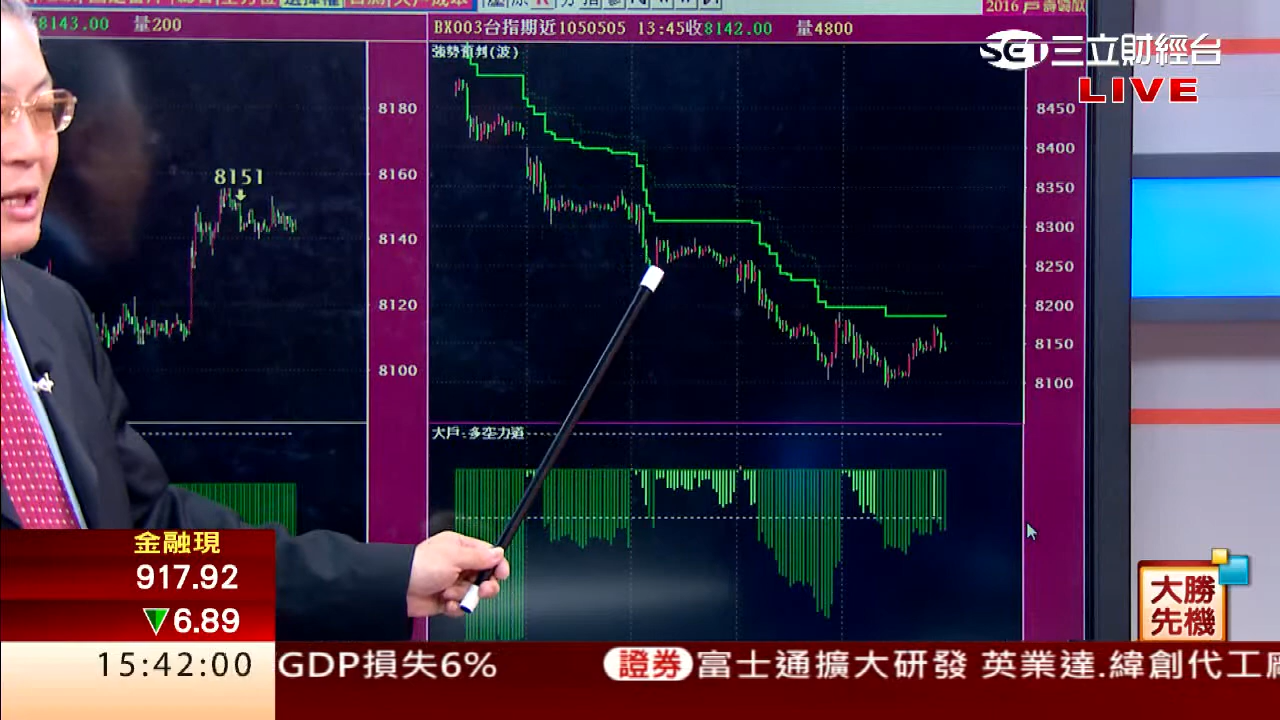 8143.00 量200
BX003台指期近1050505 13:45收8142.00 量4800
2016
強勢預判(波)
SET三立財經台
LIVE
8151
8180
8160
8140
8120
8100
8450
8400
8350
8300
8250
8200
8150
8100
大戶.多空力道
金融現
917.92
▼6.89
大勝
先機
15:42:00
GDP損失6%
證券 富士通擴大研發 英業達.緯創代工廠